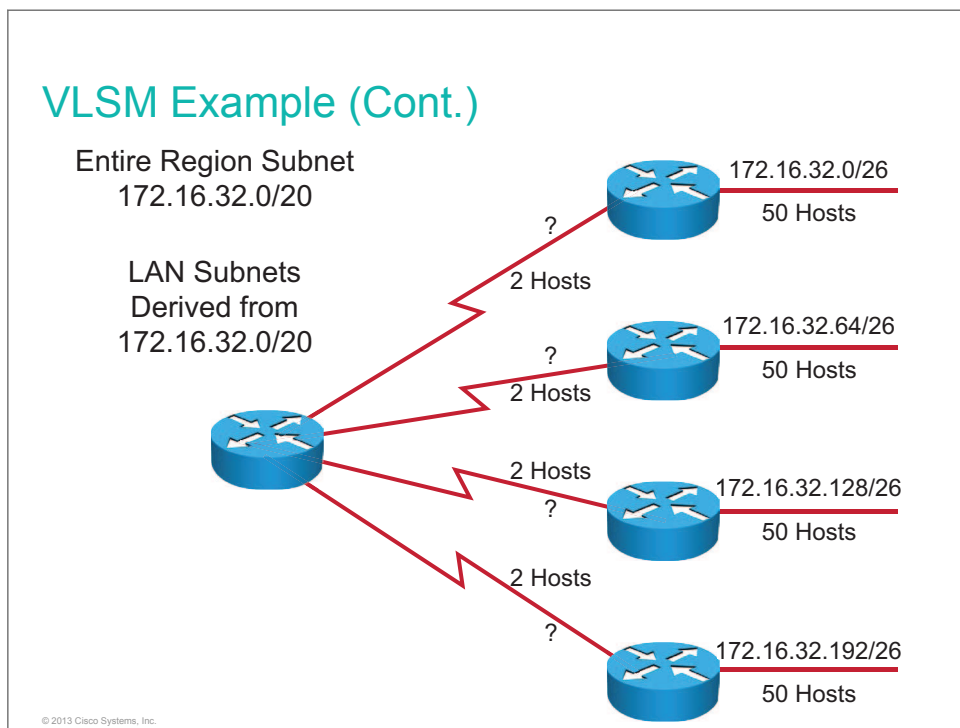 VLSM Example (Cont.)
Entire Region Subnet
172.16.32.0/20
LAN Subnets
Derived from
172.16.32.0/20
172.16.32.0/26
50 Hosts
?
2 Hosts
172.16.32.64/26
50 Hosts
?
2 Hosts
2 Hosts
?
172.16.32.128/26
50 Hosts
2 Hosts
?
172.16.32.192/26
50 Hosts
© 2013 Cisco Systems, Inc.